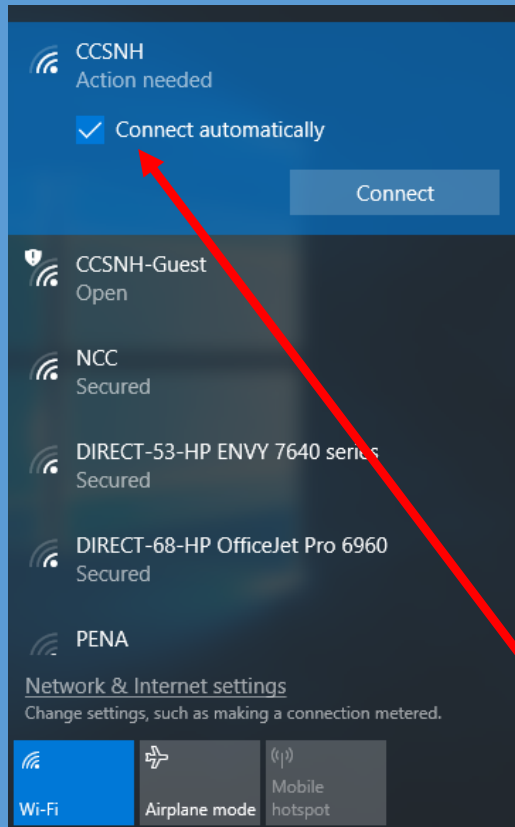 CCSNH
Action needed
Connect automatically
Connect
CCSNH-Guest
Open
NCC
Secured
DIRECT-53-HP ENVY 7640 series
Secured
DIRECT-68-HP OfficeJet Pro 6960
Secured
PENA
Network & Internet settings
Change settings, such as making a connection metered.
Wi-Fi
Airplane mode
Mobile
hotspot